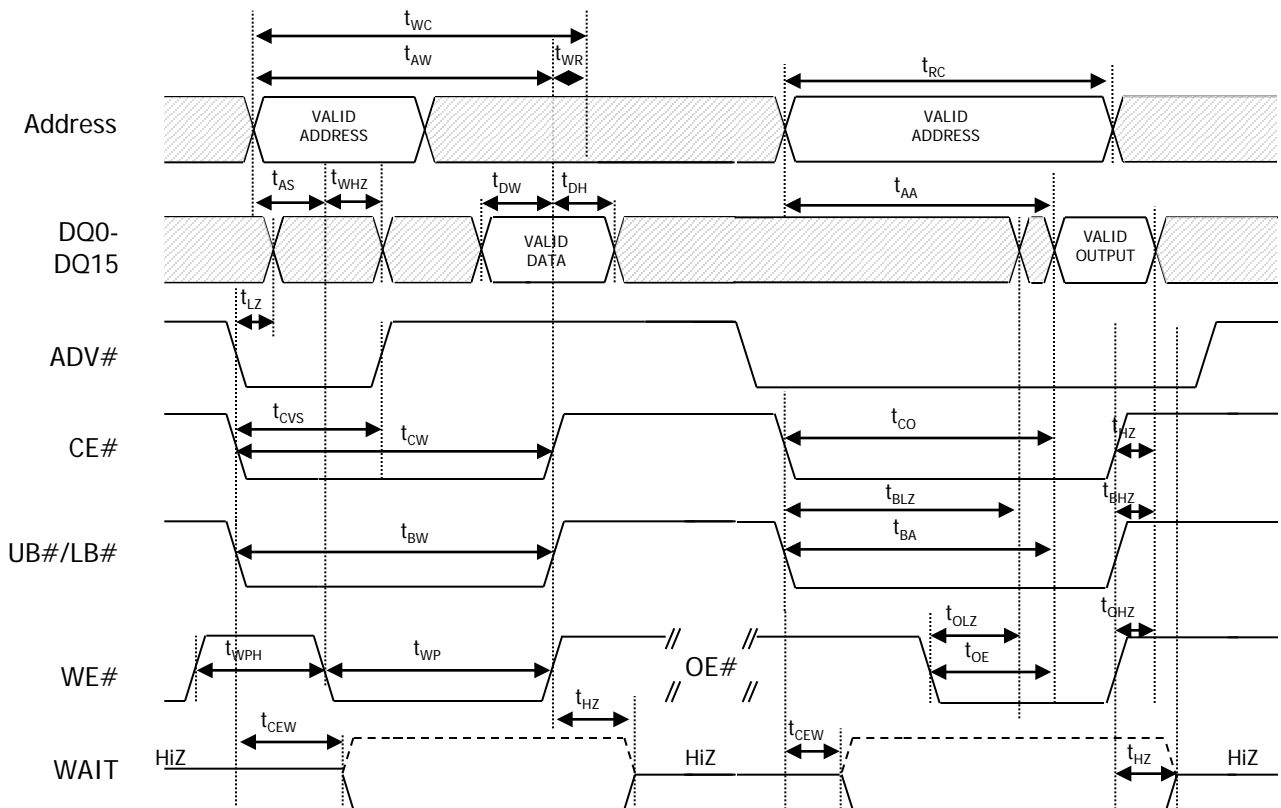 tWC
tAW
tWR
tRC
Address
VALID ADDRESS
VALID ADDRESS
tAS
tWHZ
tDW
tDH
tAA
DQ0-
DQ15
VALID DATA
VALID OUTPUT
tLZ
ADV#
CE#
tCVS
tCW
tCO
tHZ
tBLZ
tBHZ
UB#/LB#
tBW
tBA
tOLZ
tOHZ
WE#
tWPH
tWP
OE#
tOE
tCEW
tHZ
tCEW
WAIT
HiZ
HiZ
tHZ
HiZ